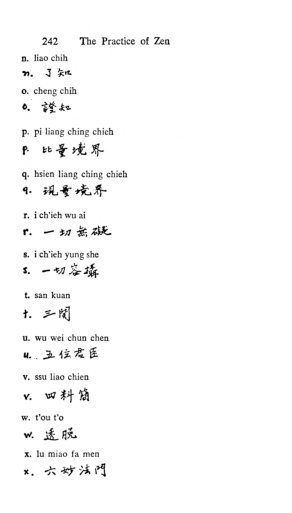 242 The Practice of Zen
n. liao chih
n. 了知
o. cheng chih
o. 證知
p. pi liang ching chieh
p. 比量境界
q. hsien liang ching chieh
q. 現量境界
r. i ch'ieh wu ai
r. 一切無礙
s. i ch'ieh yung she
s. 一切容攝
t. san kuan
t. 三関
u. wu wei chun chen
u. 五位君臣
v. ssu liao chien
v. 四料簡
w. t'ou t'o
w. 透脱
x. lu miao fa men
x. 六妙法門